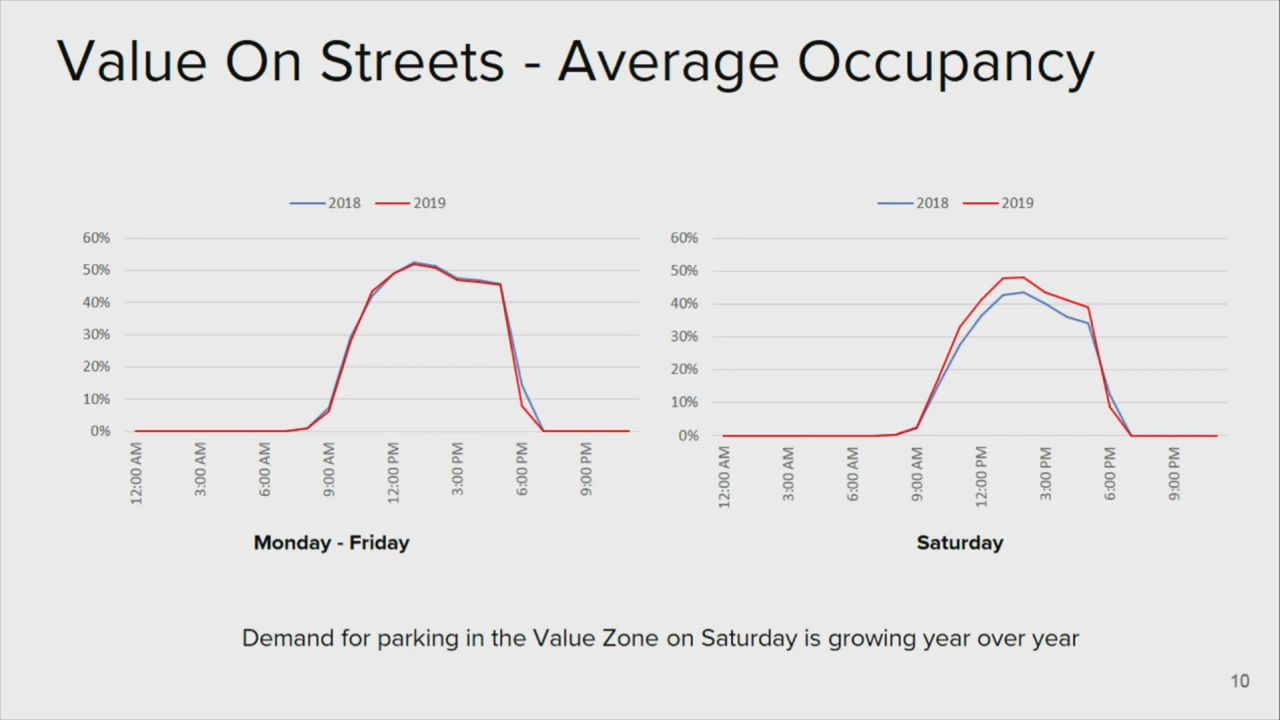 Value On Streets - Average Occupancy
2018 2019
60%
50%
40%
30%
20%
10%
0%
12:00 AM
3:00 AM
6:00 AM
9:00 AM
12:00 PM
3:00 PM
6:00 PM
9:00 PM
Monday - Friday
2018 2019
60%
50%
40%
30%
20%
10%
0%
12:00 AM
3:00 AM
6:00 AM
9:00 AM
12:00 PM
3:00 PM
6:00 PM
9:00 PM
Saturday
Demand for parking in the Value Zone on Saturday is growing year over year
10